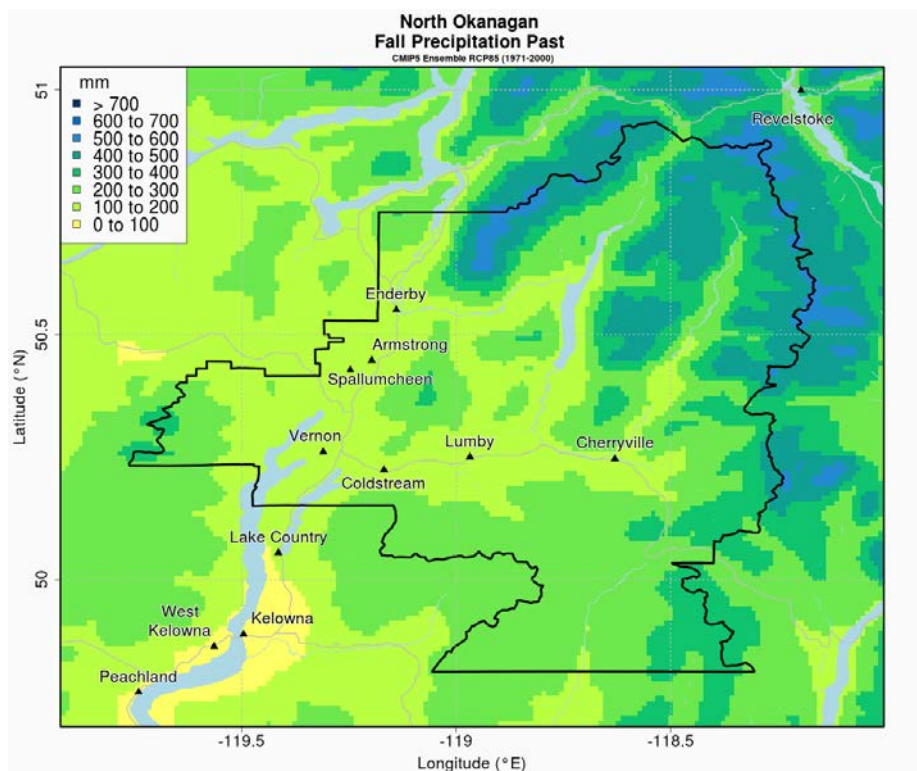 North Okanagan
Fall Precipitation Past
CMIP5 Ensemble RCP85 (1971-2000)
mm
> 700
600 to 700
500 to 600
400 to 500
300 to 400
200 to 300
100 to 200
0 to 100
51
50.5
50
Latitude (°N)
Revelstoke
Enderby
Armstrong
Spallumcheen
Vernon
Lumby
Cherryville
Coldstream
Lake Country
West
Kelowna
Kelowna
Peachland
-119.5
-119
-118.5
Longitude (°E)